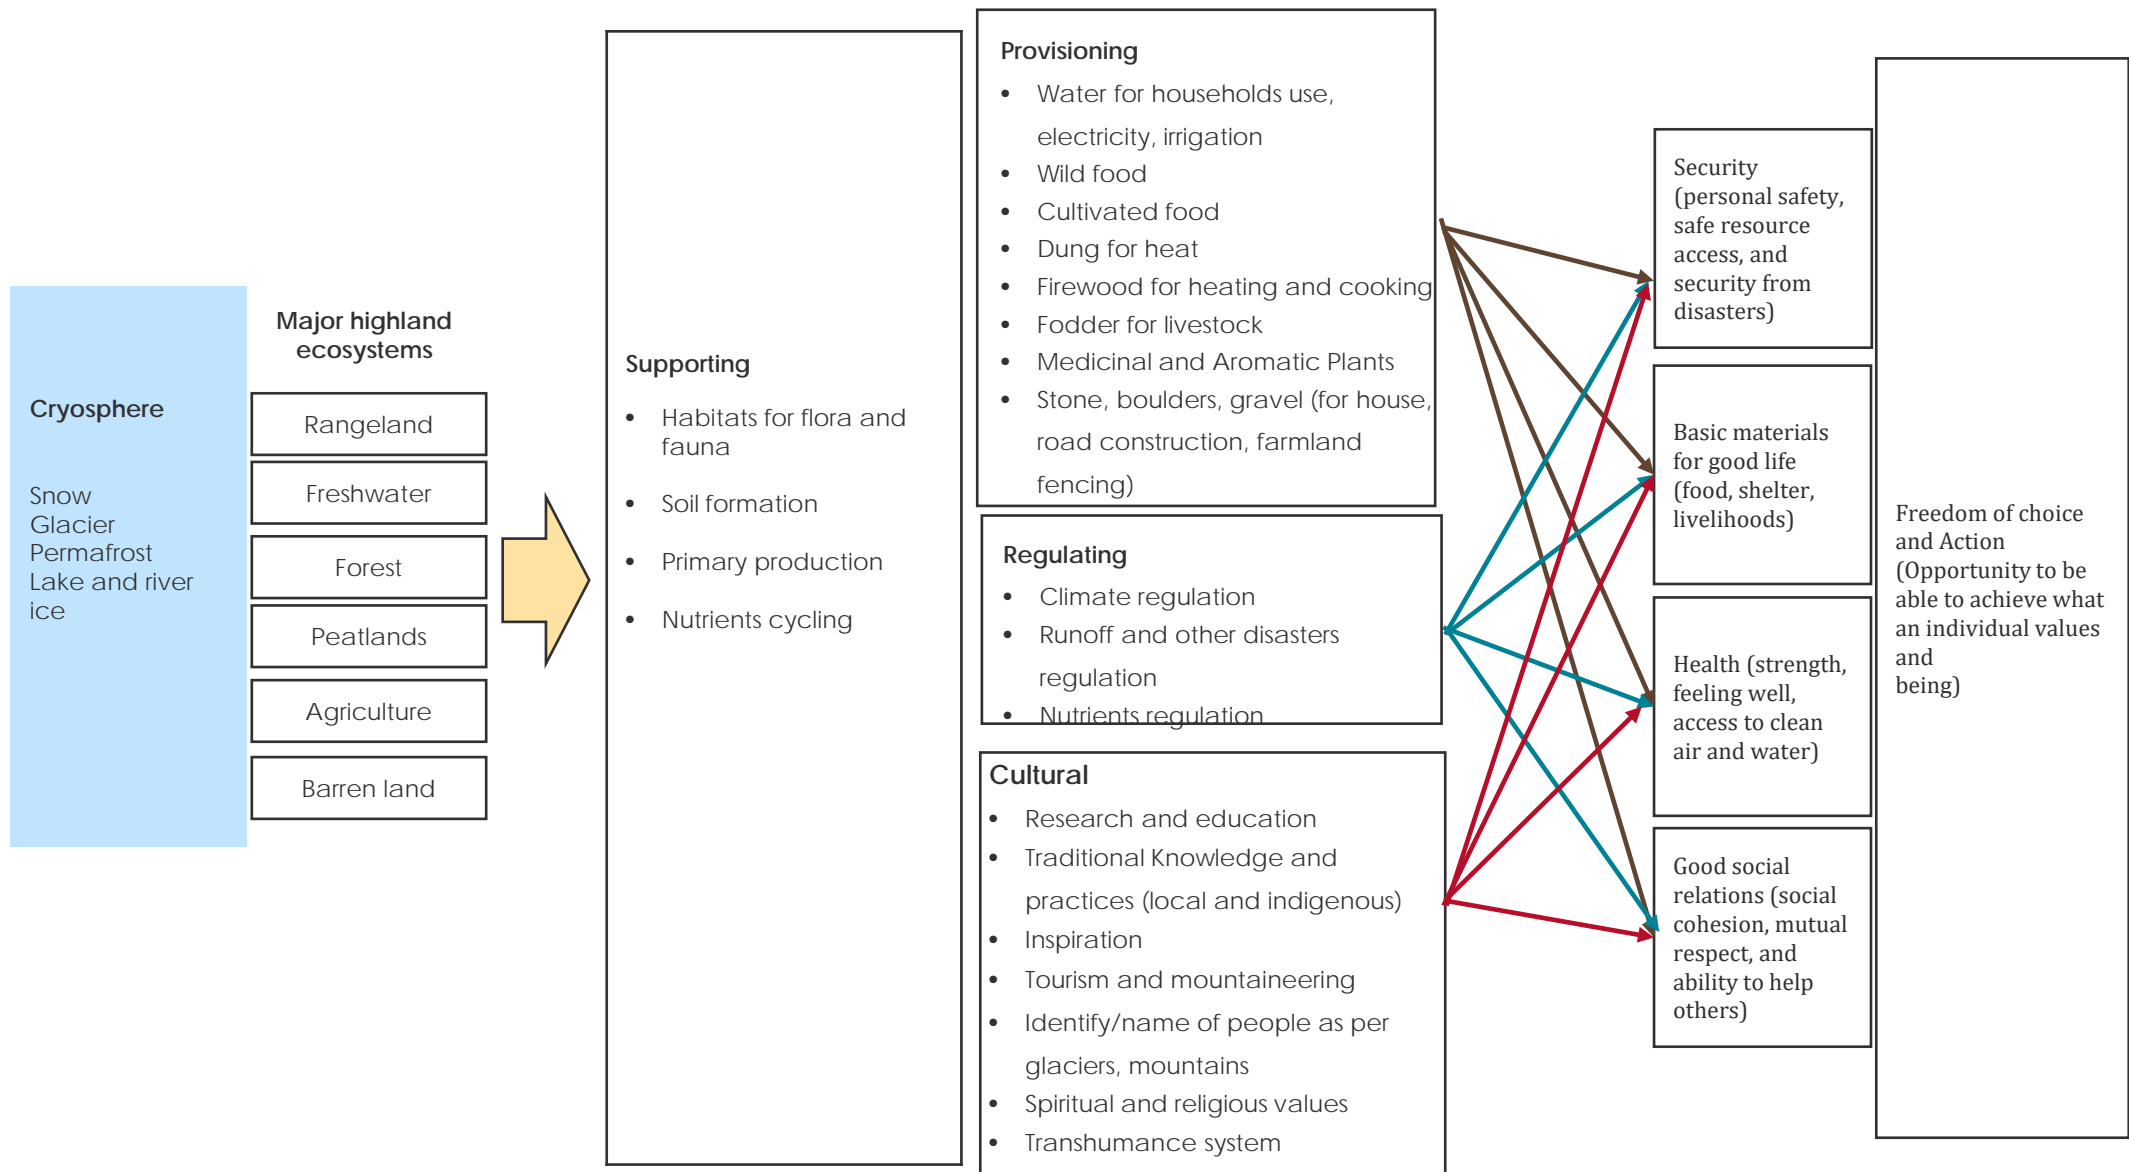 Cryosphere
Snow
Glacier
Permafrost
Lake and river
ice
Major highland
ecosystems
Rangeland
Freshwater
Forest
Peatlands
Agriculture
Barren land
Supporting
• Habitats for flora and
fauna
• Soil formation
• Primary production
• Nutrients cycling
Provisioning
• Water for households use,
electricity, irrigation
• Wild food
• Cultivated food
• Dung for heat
• Firewood for heating and cooking
• Fodder for livestock
• Medicinal and Aromatic Plants
• Stone, boulders, gravel (for house,
road construction, farmland
fencing)
Regulating
• Climate regulation
• Runoff and other disasters
regulation
• Nutrients regulation
Cultural
• Research and education
• Traditional Knowledge and
practices (local and indigenous)
• Inspiration
• Tourism and mountaineering
• Identify/name of people as per
glaciers, mountains
• Spiritual and religious values
• Transhumance system
Security
(personal safety,
safe resource
access, and
security from
disasters)
Basic materials
for good life
(food, shelter,
livelihoods)
Health (strength,
feeling well,
access to clean
air and water)
Good social
relations (social
cohesion, mutual
respect, and
ability to help
others)
Freedom of choice
and Action
(Opportunity to be
able to achieve what
an individual values
and
being)